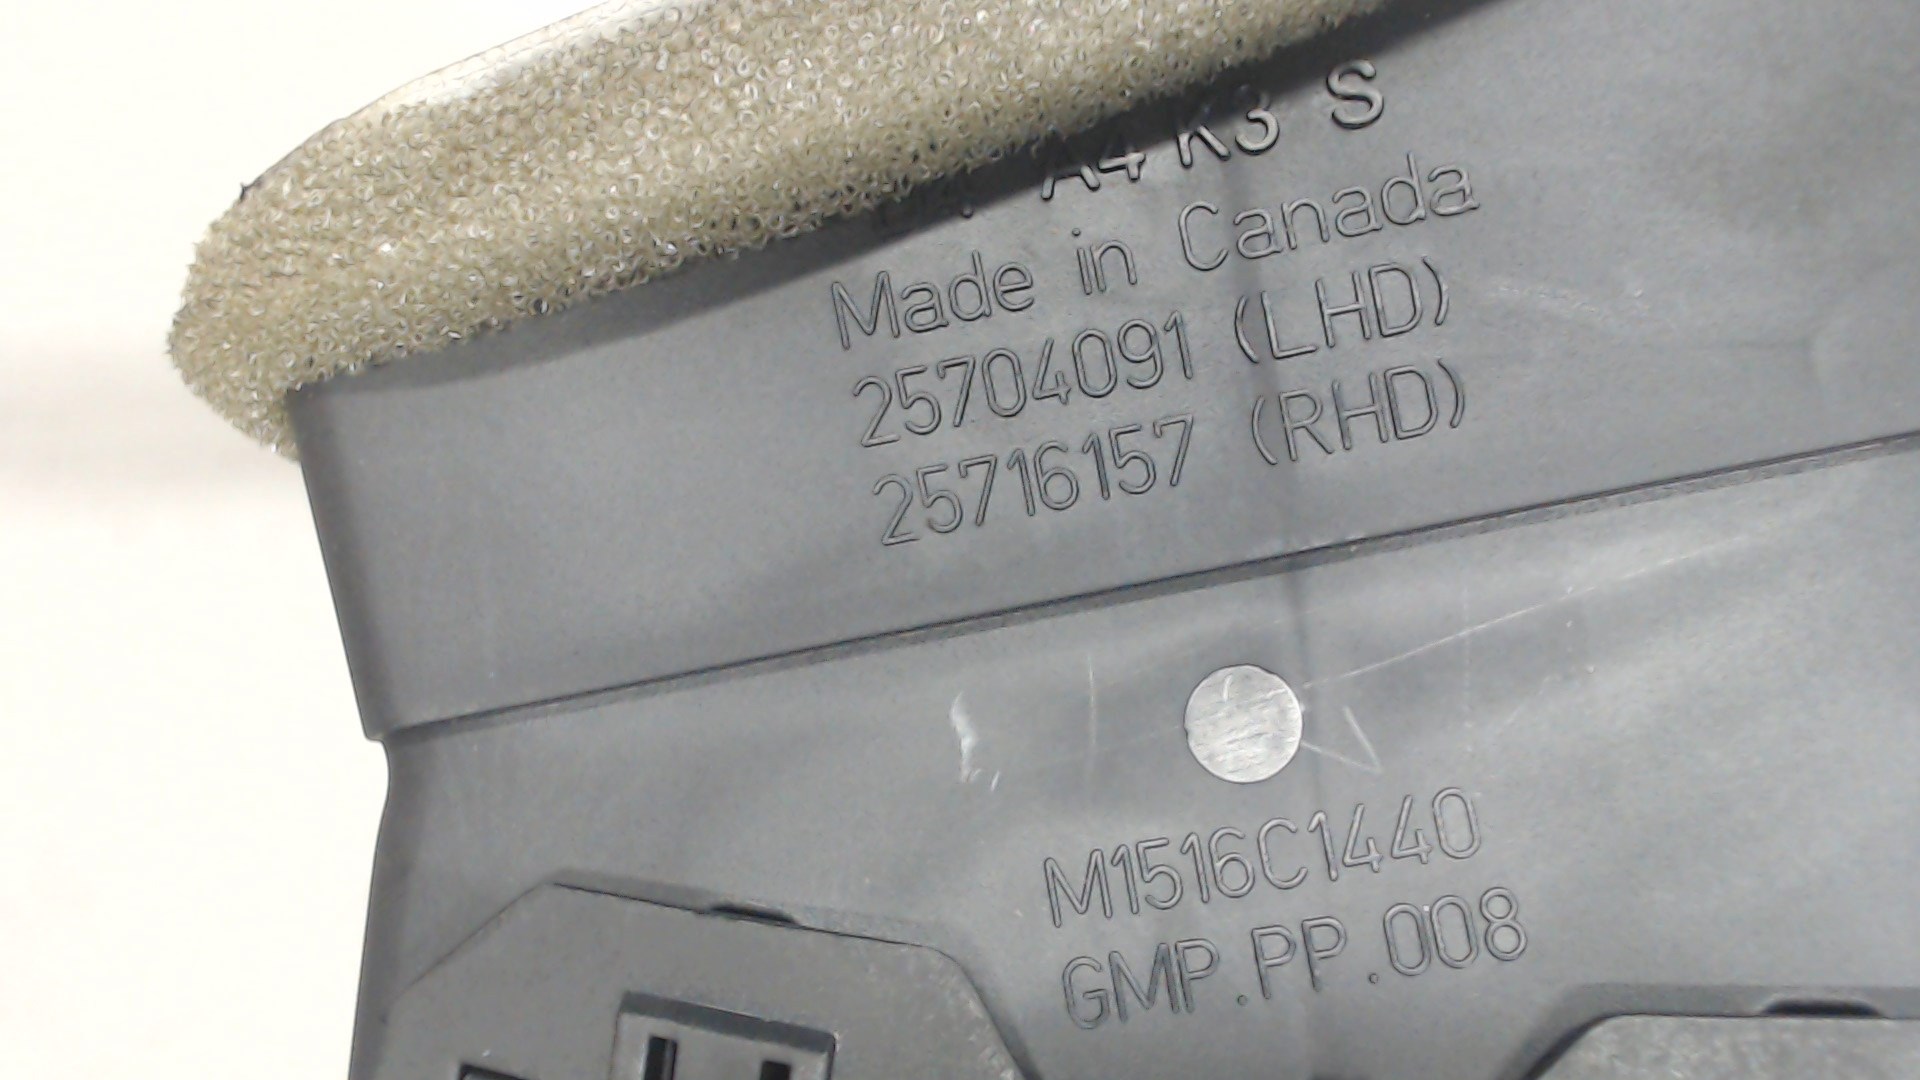 A4 K3 S
Made in Canada
25704091 (LHD)
25716157 (RHD)
M1516C1440
GMP.PP.008